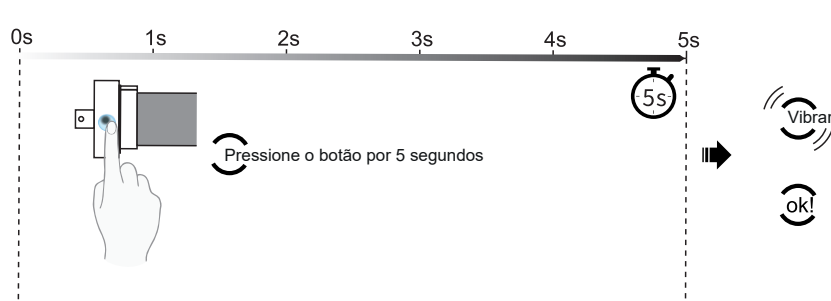 0s 1s 2s 3s 4s 5s
5s
Pressione o botão por 5 segundos
Vibrar
ok!